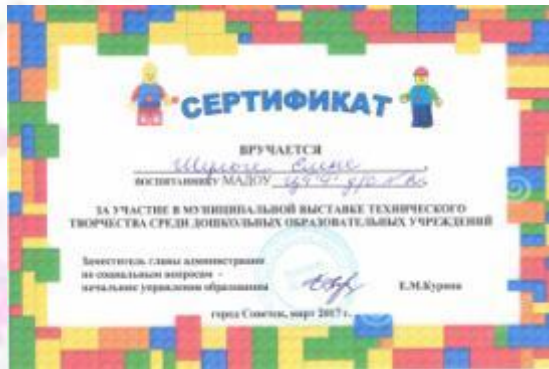 СЕРТИФИКАТ
ВРУЧАЕТСЯ
ВОСПИТАННИКУ МАДОУ
ЗА УЧАСТИЕ В МУНИЦИПАЛЬНОЙ ВЫСТАВКЕ ТЕХНИЧЕСКОГО
ТВОРЧЕСТВА СРЕДИ ДОШКОЛЬНЫХ ОБРАЗОВАТЕЛЬНЫХ УЧРЕЖДЕНИЙ
Заместитель главы администрации
по социальным вопросам -
начальник управления образования
город Советск, март 2017 г.